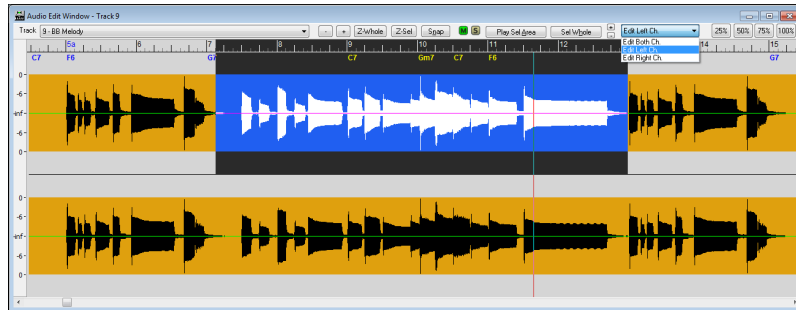 Audio Edit Window - Track 9
Track 9 - BB Melody - + Z-Whole Z-Sel Snap M S Play Sel Area Sel Whole + - Edit Left Ch. 25% 50% 75% 100%
Edit Both Ch.
Edit Left Ch.
Edit Right Ch.
5a 6 7 8 9 10 11 12 14 15
C7 F6 G7 C7 Gm7 C7 F6 G7
0-
-6-
-inf-
-6-
0-
0-
-6-
-inf-
-6-
0-